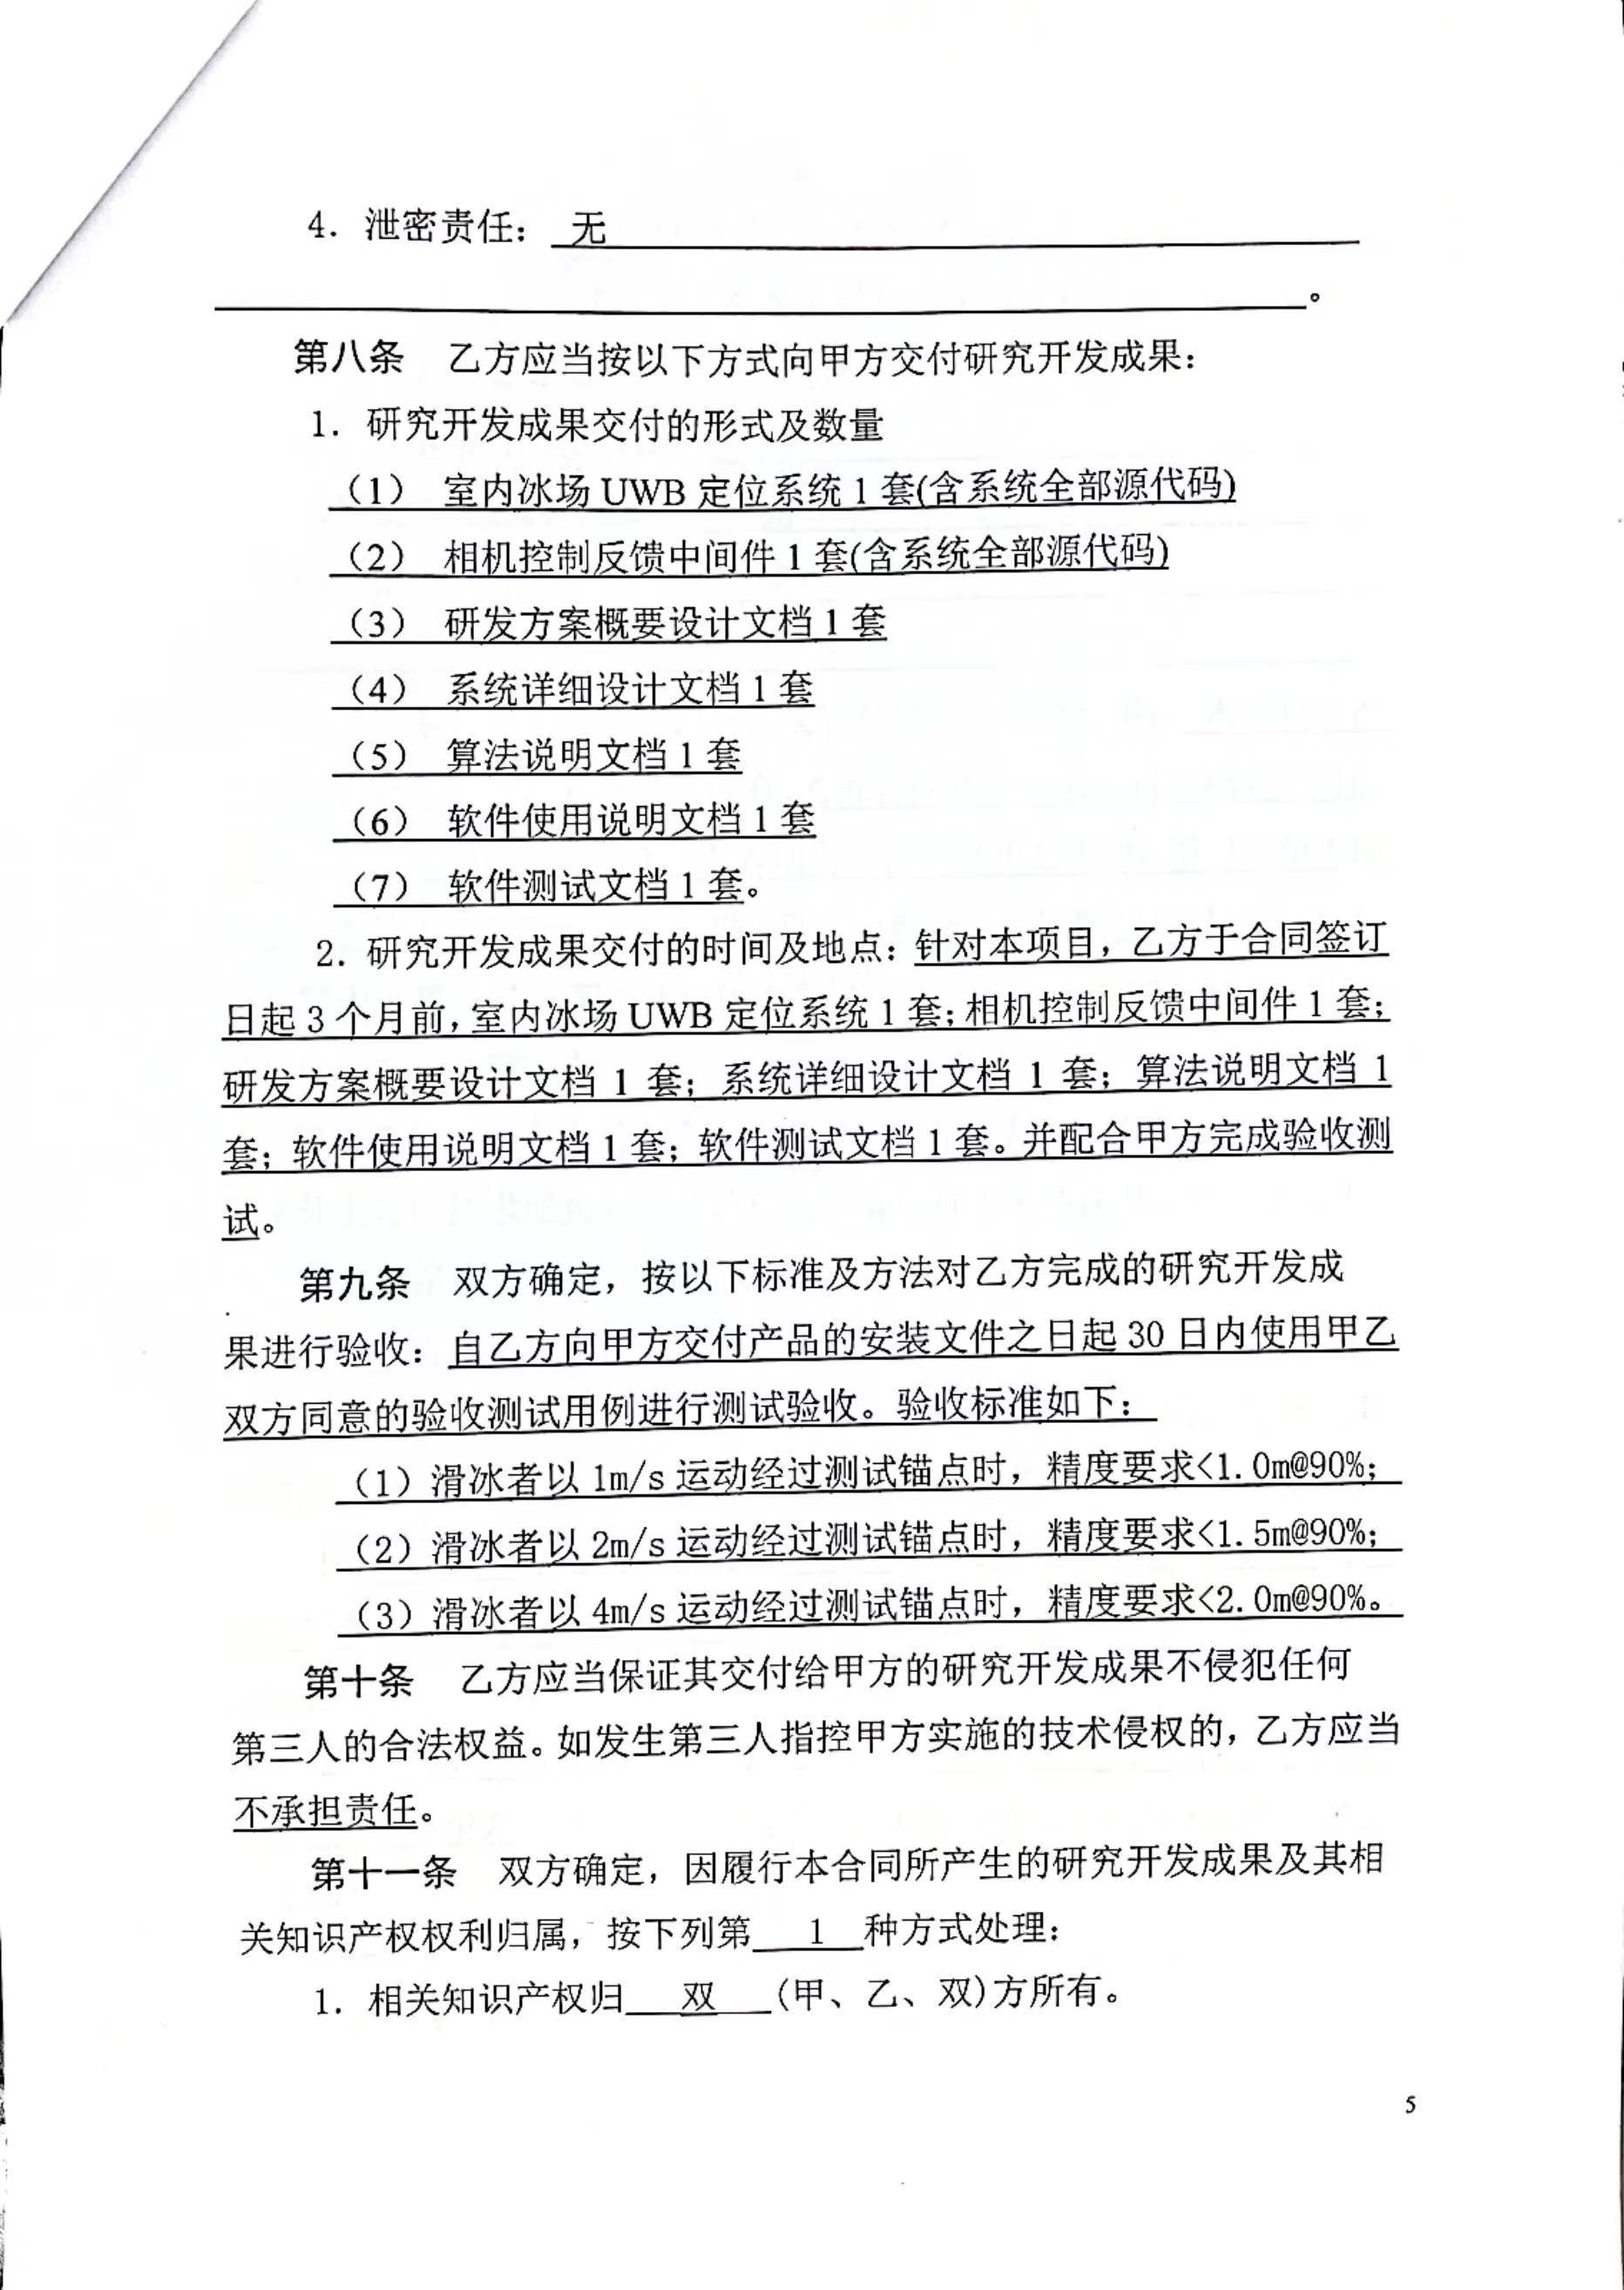 4. 泄密责任： 无
。
第八条 乙方应当按以下方式向甲方交付研究开发成果：
1. 研究开发成果交付的形式及数量
（1） 室内冰场 UWB 定位系统 1 套(含系统全部源代码)
（2） 相机控制反馈中间件 1 套(含系统全部源代码)
（3） 研发方案概要设计文档 1 套
（4） 系统详细设计文档 1 套
（5） 算法说明文档 1 套
（6） 软件使用说明文档 1 套
（7） 软件测试文档 1 套。
2. 研究开发成果交付的时间及地点：针对本项目，乙方于合同签订
日起 3 个月前，室内冰场 UWB 定位系统 1 套；相机控制反馈中间件 1 套；
研发方案概要设计文档 1 套；系统详细设计文档 1 套；算法说明文档 1
套；软件使用说明文档 1 套；软件测试文档 1 套。并配合甲方完成验收测
试。
第九条 双方确定，按以下标准及方法对乙方完成的研究开发成
果进行验收：自乙方向甲方交付产品的安装文件之日起 30 日内使用甲乙
双方同意的验收测试用例进行测试验收。验收标准如下：
（1）滑冰者以 1m/s 运动经过测试锚点时，精度要求<1.0m@90%；
（2）滑冰者以 2m/s 运动经过测试锚点时，精度要求<1.5m@90%；
（3）滑冰者以 4m/s 运动经过测试锚点时，精度要求<2.0m@90%。
第十条 乙方应当保证其交付给甲方的研究开发成果不侵犯任何
第三人的合法权益。如发生第三人指控甲方实施的技术侵权的，乙方应当
不承担责任。
第十一条 双方确定，因履行本合同所产生的研究开发成果及其相
关知识产权权利归属，按下列第 1 种方式处理：
1. 相关知识产权归 双 (甲、乙、双)方所有。
5